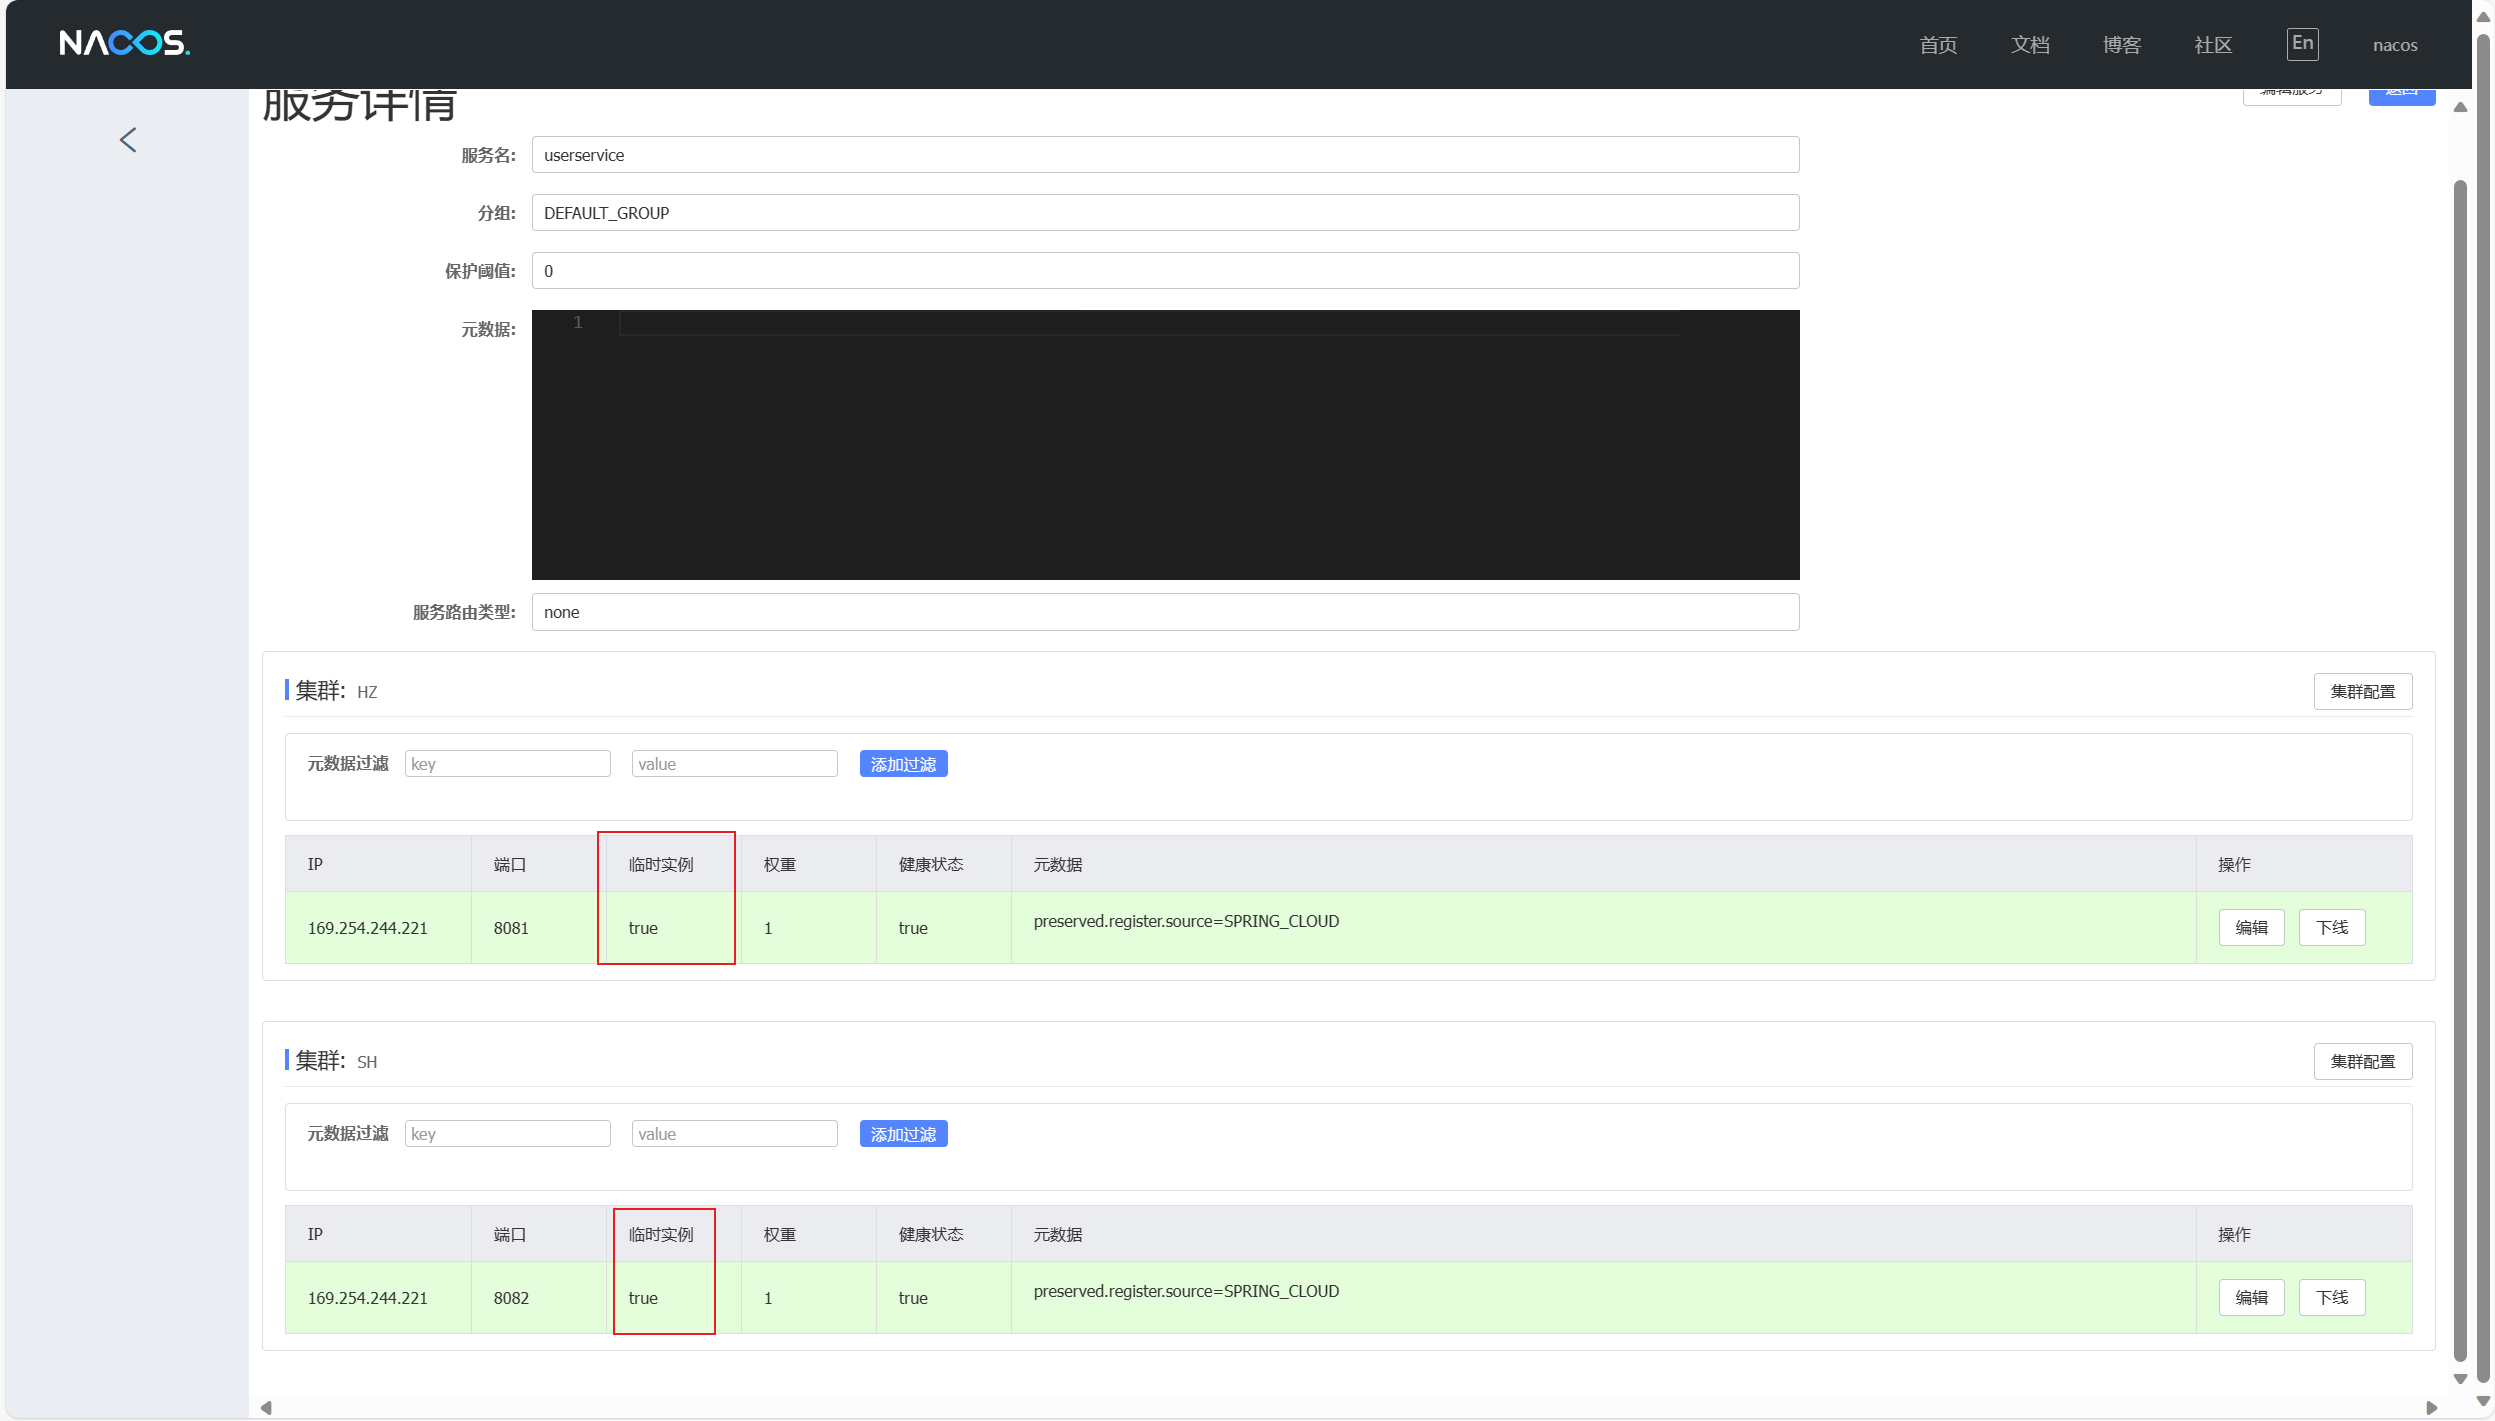 NACOS.
首页 文档 博客 社区 En nacos
服务详情
编辑服务 返回
服务名: userservice
分组: DEFAULT_GROUP
保护阈值: 0
元数据: 1
服务路由类型: none
集群: HZ 集群配置
元数据过滤 key value 添加过滤
IP 端口 临时实例 权重 健康状态 元数据 操作
169.254.244.221 8081 true 1 true preserved.register.source=SPRING_CLOUD 编辑 下线
集群: SH 集群配置
元数据过滤 key value 添加过滤
IP 端口 临时实例 权重 健康状态 元数据 操作
169.254.244.221 8082 true 1 true preserved.register.source=SPRING_CLOUD 编辑 下线